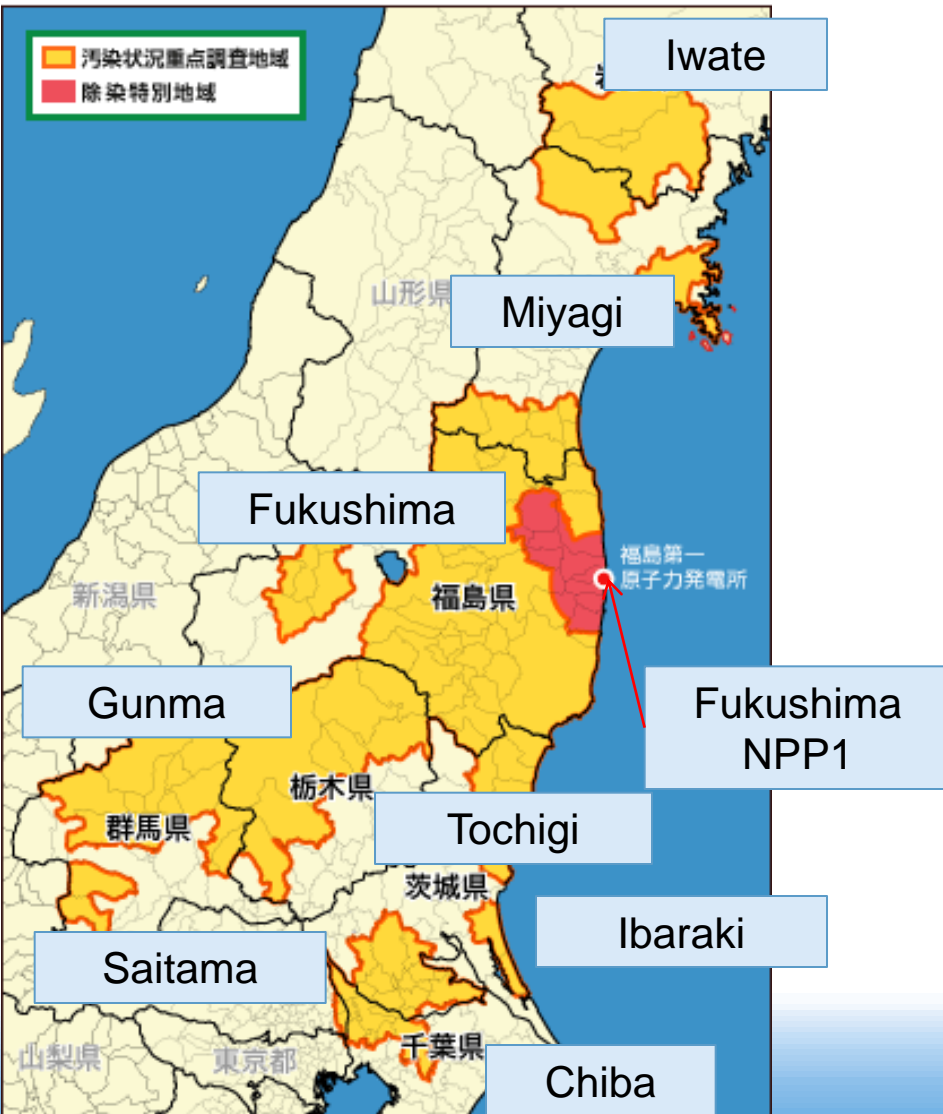 汚染状況重点調査地域
除染特別地域
Iwate
山形県
Miyagi
Fukushima
福島第一
原子力発電所
新潟県
福島県
Gunma
Fukushima
NPP1
栃木県
群馬県
Tochigi
茨城県
Ibaraki
Saitama
千葉県
山梨県
東京都
Chiba